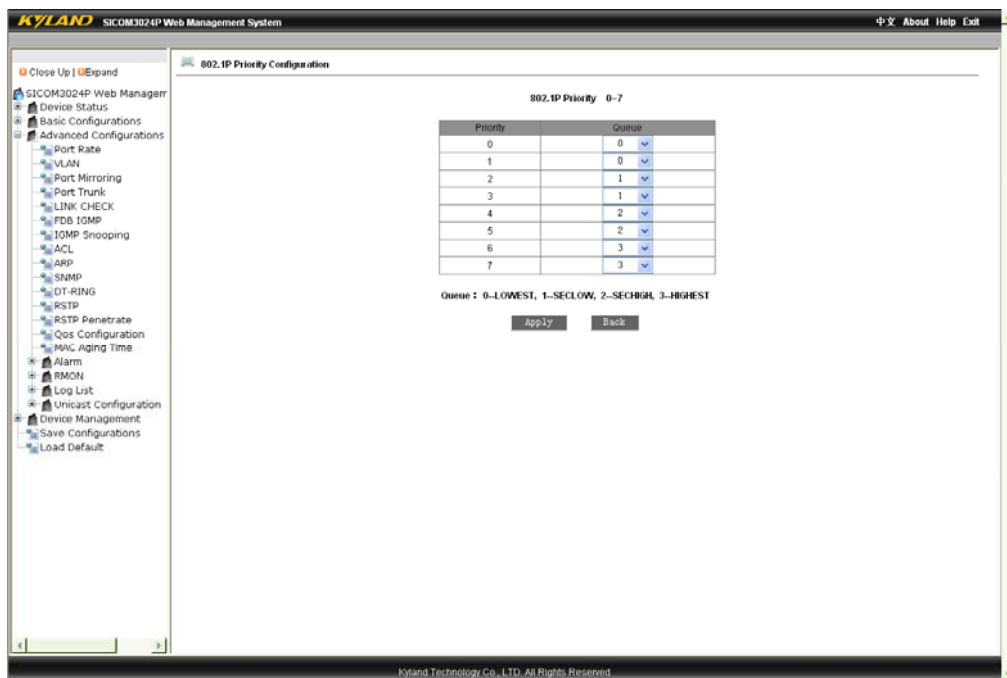 KYLAND SICOM3024P Web Management System
中文 About Help Exit
Close Up | Expand
SICOM3024P Web Managem
Device Status
Basic Configurations
Advanced Configurations
Port Rate
VLAN
Port Mirroring
Port Trunk
LINK CHECK
FDB IGMP
IGMP Snooping
ACL
ARP
SNMP
DT-RING
RSTP
RSTP Penetrate
Qos Configuration
MAC Aging Time
Alarm
RMON
Log List
Unicast Configuration
Device Management
Save Configurations
Load Default
802.1P Priority Configuration
802.1P Priority 0~7
Priority Queue
0 0
1 0
2 1
3 1
4 2
5 2
6 3
7 3
Queue : 0--LOWEST, 1--SECLOW, 2--SECHIGH, 3--HIGHEST
Apply Back
Kyland Technology Co., LTD. All Rights Reserved